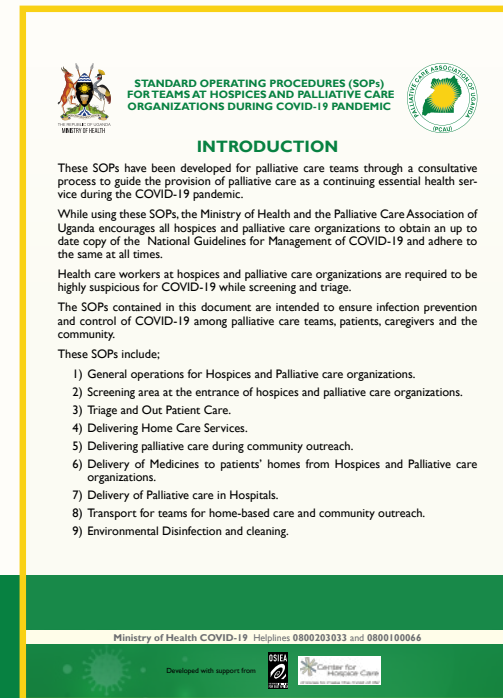 STANDARD OPERATING PROCEDURES (SOPs)
FOR TEAMS AT HOSPICES AND PALLIATIVE CARE
ORGANIZATIONS DURING COVID-19 PANDEMIC
THE REPUBLIC OF UGANDA
MINISTRY OF HEALTH
PALLIATIVE CARE ASSOCIATION OF UGANDA
(PCAU)
INTRODUCTION
These SOPs have been developed for palliative care teams through a consultative
process to guide the provision of palliative care as a continuing essential health ser-
vice during the COVID-19 pandemic.
While using these SOPs, the Ministry of Health and the Palliative Care Association of
Uganda encourages all hospices and palliative care organizations to obtain an up to
date copy of the National Guidelines for Management of COVID-19 and adhere to
the same at all times.
Health care workers at hospices and palliative care organizations are required to be
highly suspicious for COVID-19 while screening and triage.
The SOPs contained in this document are intended to ensure infection prevention
and control of COVID-19 among palliative care teams, patients, caregivers and the
community.
These SOPs include;
1) General operations for Hospices and Palliative care organizations.
2) Screening area at the entrance of hospices and palliative care organizations.
3) Triage and Out Patient Care.
4) Delivering Home Care Services.
5) Delivering palliative care during community outreach.
6) Delivery of Medicines to patients' homes from Hospices and Palliative care
organizations.
7) Delivery of Palliative care in Hospitals.
8) Transport for teams for home-based care and community outreach.
9) Environmental Disinfection and cleaning.
Ministry of Health COVID-19 Helplines 0800203033 and 0800100066
Developed with support from
OSIEA
Center for
Hospice Care